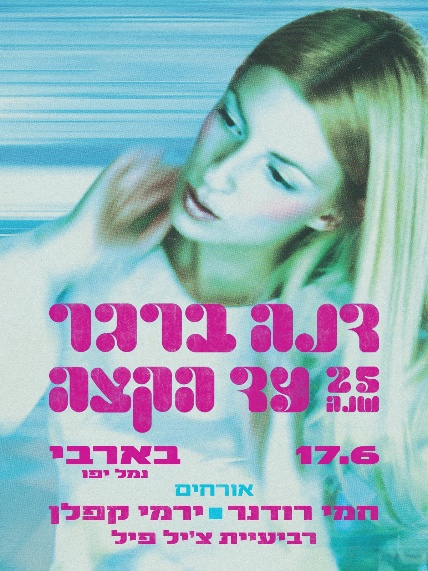 דנה ברגר
25 שנה עד הקצה
17.6 בארבי
נמל יפו
אורחים
חמי רודנר ▪ ירמי קפלן
רביעיית צ'יל פיל